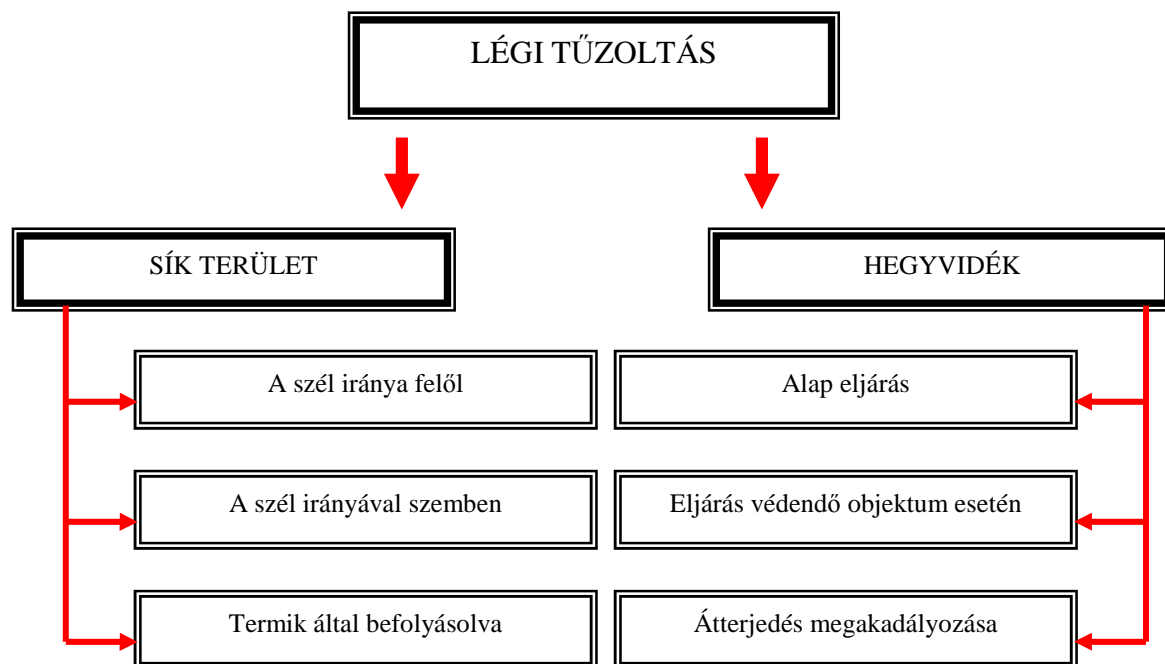 LÉGI TŰZOLTÁS
SÍK TERÜLET
HEGYVIDÉK
A szél iránya felől
Alap eljárás
A szél irányával szemben
Eljárás védendő objektum esetén
Termik által befolyásolva
Átterjedés megakadályozása